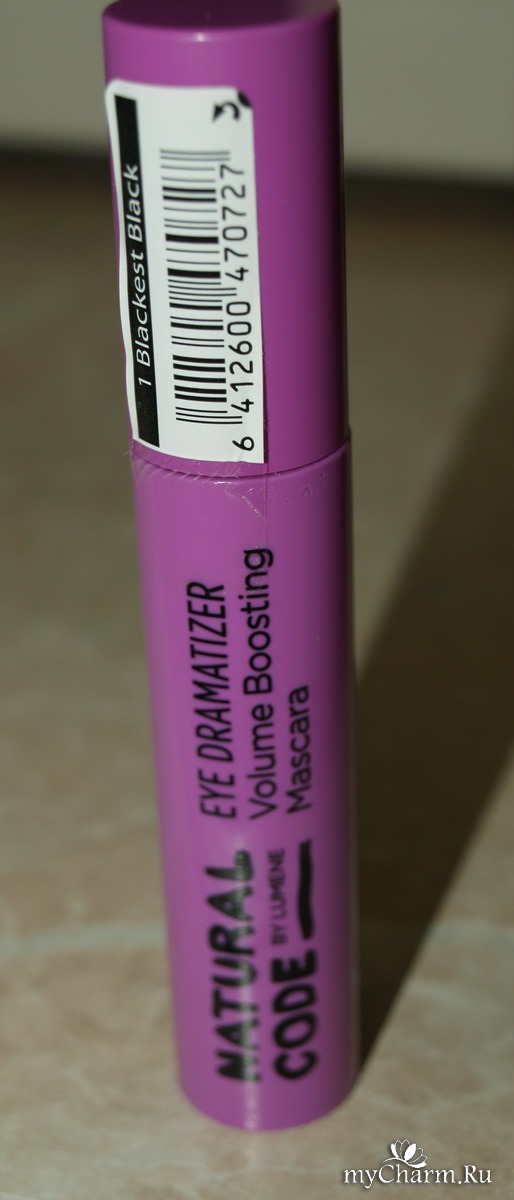 1 Blackest Black
6 412600 470727
EYE DRAMATIZER
Volume Boosting
Mascara
NATURAL
CODE
BY LUMENE
myCharm.Ru